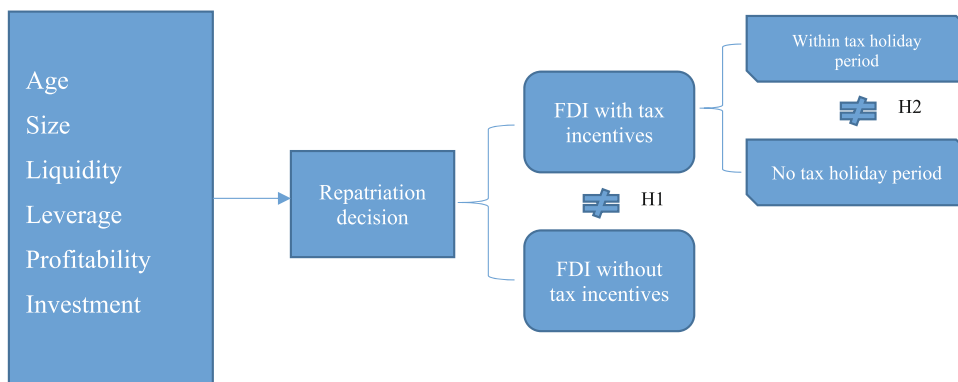 Age
Size
Liquidity
Leverage
Profitability
Investment
Repatriation
decision
FDI with tax
incentives
H1
FDI without
tax incentives
Within tax holiday
period
H2
No tax holiday period